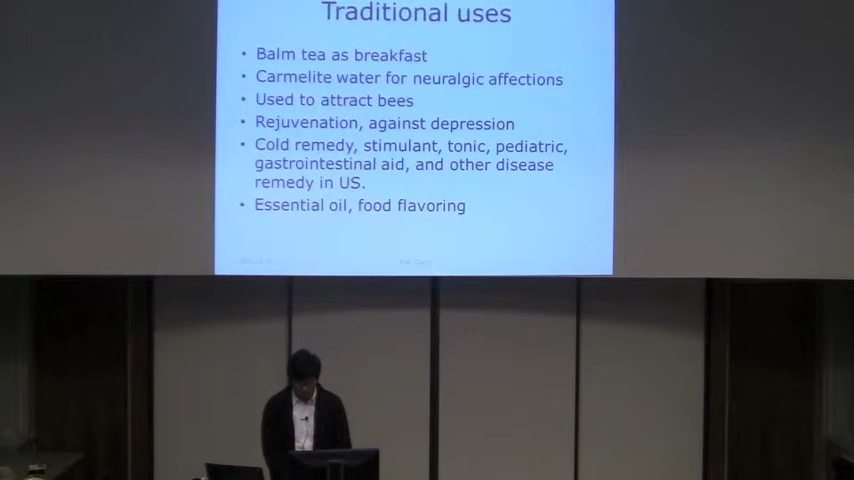 Traditional uses
• Balm tea as breakfast
• Carmelite water for neuralgic affections
• Used to attract bees
• Rejuvenation, against depression
• Cold remedy, stimulant, tonic, pediatric,
gastrointestinal aid, and other disease
remedy in US.
• Essential oil, food flavoring